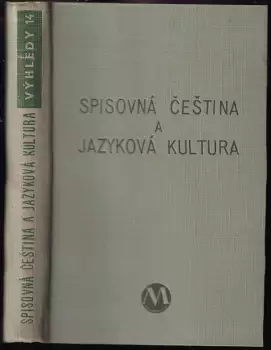 VÝHLEDY 14
SPISOVNÁ ČEŠTINA A JAZYKOVÁ KULTURA
SPISOVNÁ ČEŠTINA
A
JAZYKOVÁ KULTURA
M